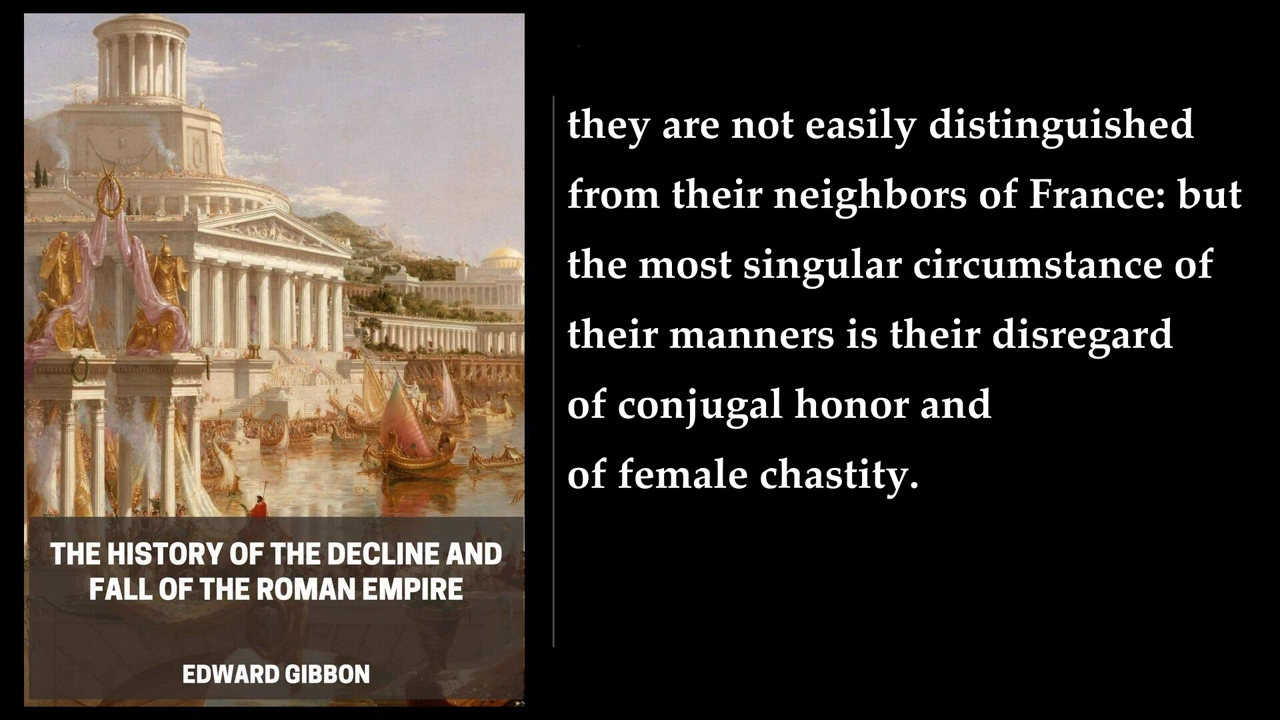 they are not easily distinguished
from their neighbors of France: but
the most singular circumstance of
their manners is their disregard
of conjugal honor and
of female chastity.
THE HISTORY OF THE DECLINE AND
FALL OF THE ROMAN EMPIRE
EDWARD GIBBON